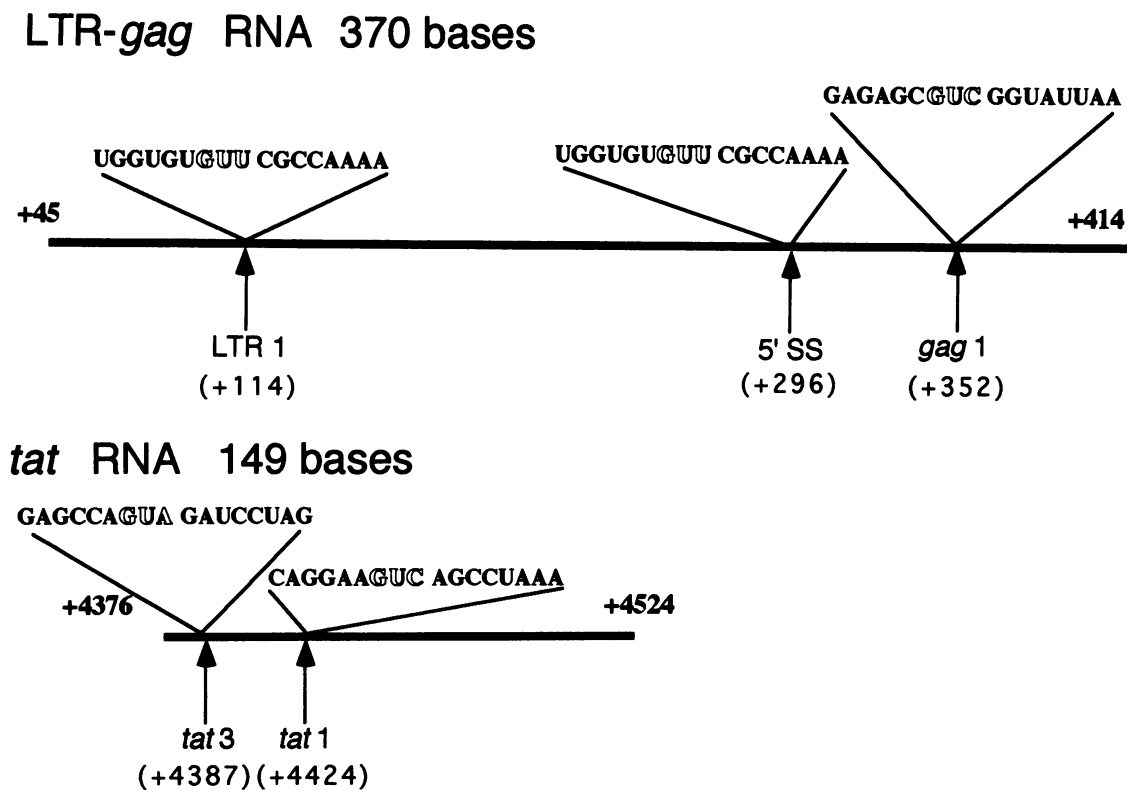 LTR-gag RNA 370 bases
GAGAGCGUC GGUAUUAA
UGGUGUGUU CGCCAAAA
UGGUGUGUU CGCCAAAA
+45
+414
LTR 1
(+114)
5' SS
(+296)
gag 1
(+352)
tat RNA 149 bases
GAGCCAGUA GAUCCUAG
CAGGAAGUC AGCCUAAA
+4376
+4524
tat 3
(+4387)
tat 1
(+4424)